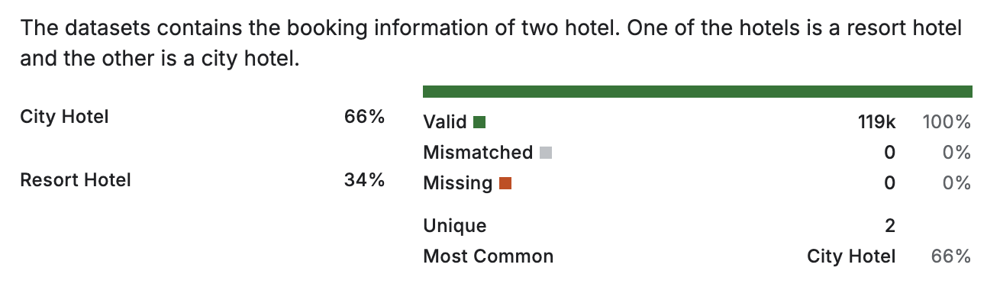 The datasets contains the booking information of two hotel. One of the hotels is a resort hotel
and the other is a city hotel.
City Hotel 66%
Resort Hotel 34%
Valid 119k 100%
Mismatched 0 0%
Missing 0 0%
Unique 2
Most Common City Hotel 66%